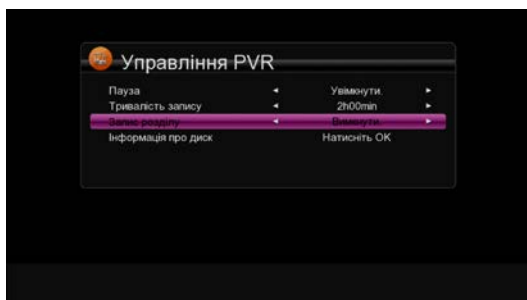 Управління PVR
Пауза Увімкнути.
Тривалість запису 2h00min
Запис розділу Вимкнути.
Інформація про диск Натисніть OK